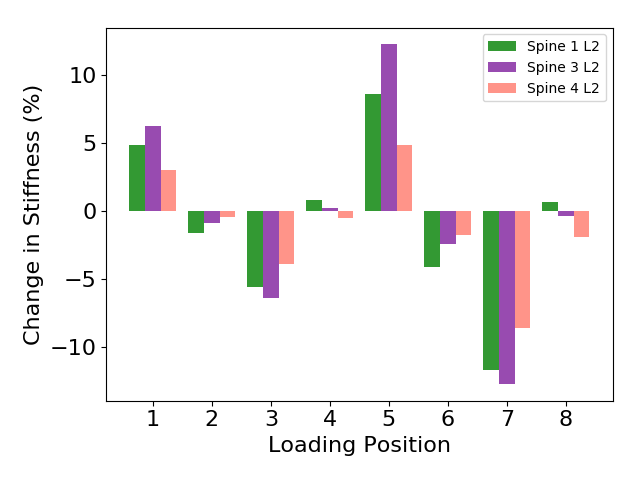 Spine 1 L2
Spine 3 L2
Spine 4 L2
Change in Stiffness (%)
10
5
0
−5
−10
1 2 3 4 5 6 7 8
Loading Position